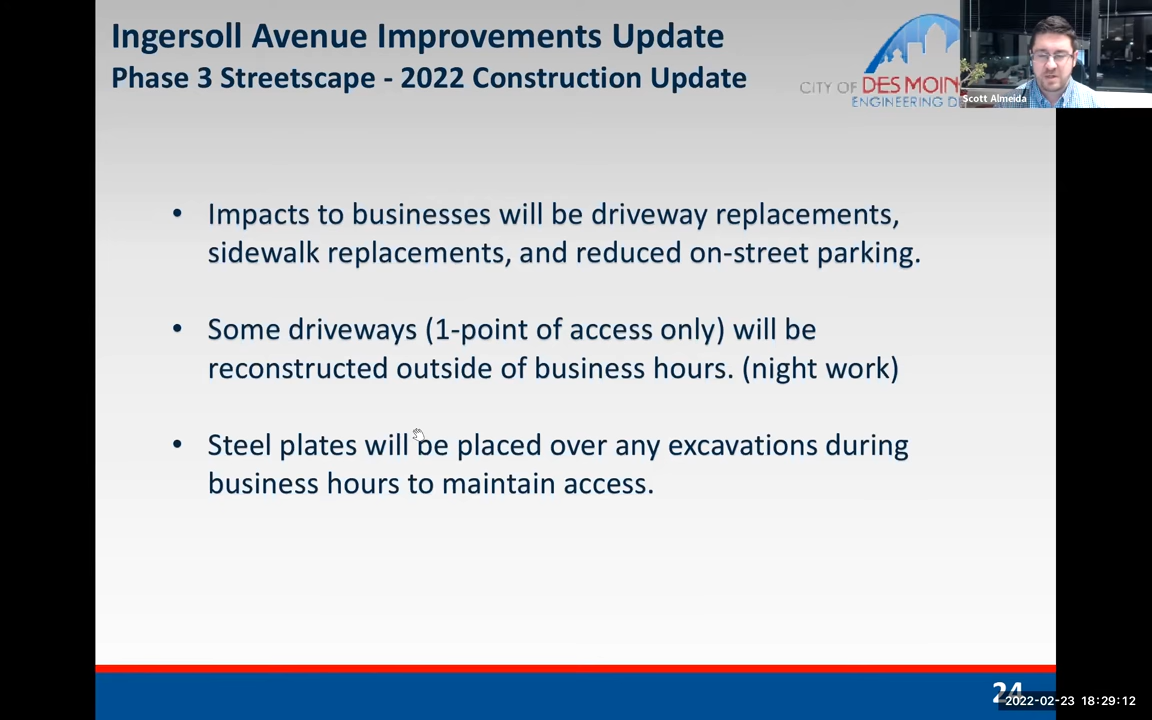 Ingersoll Avenue Improvements Update
Phase 3 Streetscape - 2022 Construction Update
CITY OF DES MOIN
ENGINEERING D
Scott Almeida
• Impacts to businesses will be driveway replacements,
sidewalk replacements, and reduced on-street parking.
• Some driveways (1-point of access only) will be
reconstructed outside of business hours. (night work)
• Steel plates will be placed over any excavations during
business hours to maintain access.
24
2022-02-23 18:29:12